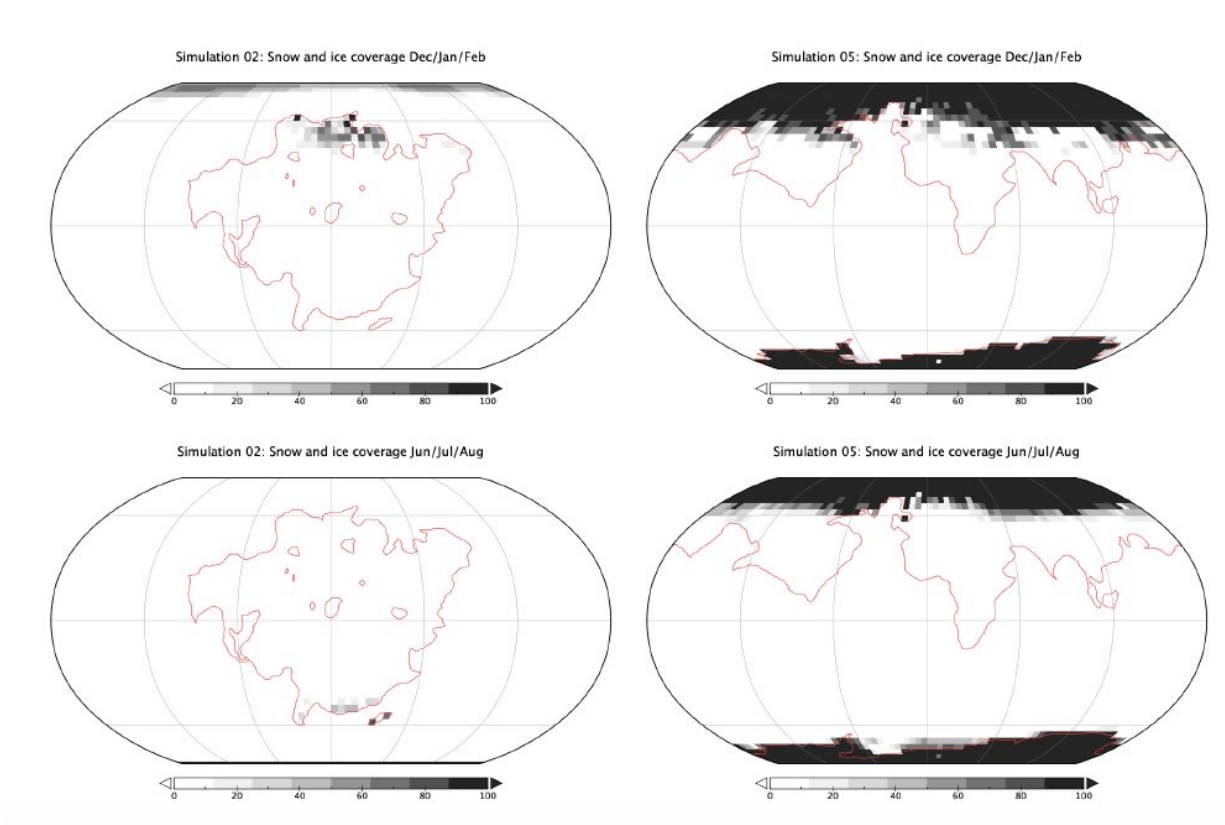 Simulation 02: Snow and ice coverage Dec/Jan/Feb
Simulation 05: Snow and ice coverage Dec/Jan/Feb
0 20 40 60 80 100
0 20 40 60 80 100
Simulation 02: Snow and ice coverage Jun/Jul/Aug
Simulation 05: Snow and ice coverage Jun/Jul/Aug
0 20 40 60 80 100
0 20 40 60 80 100